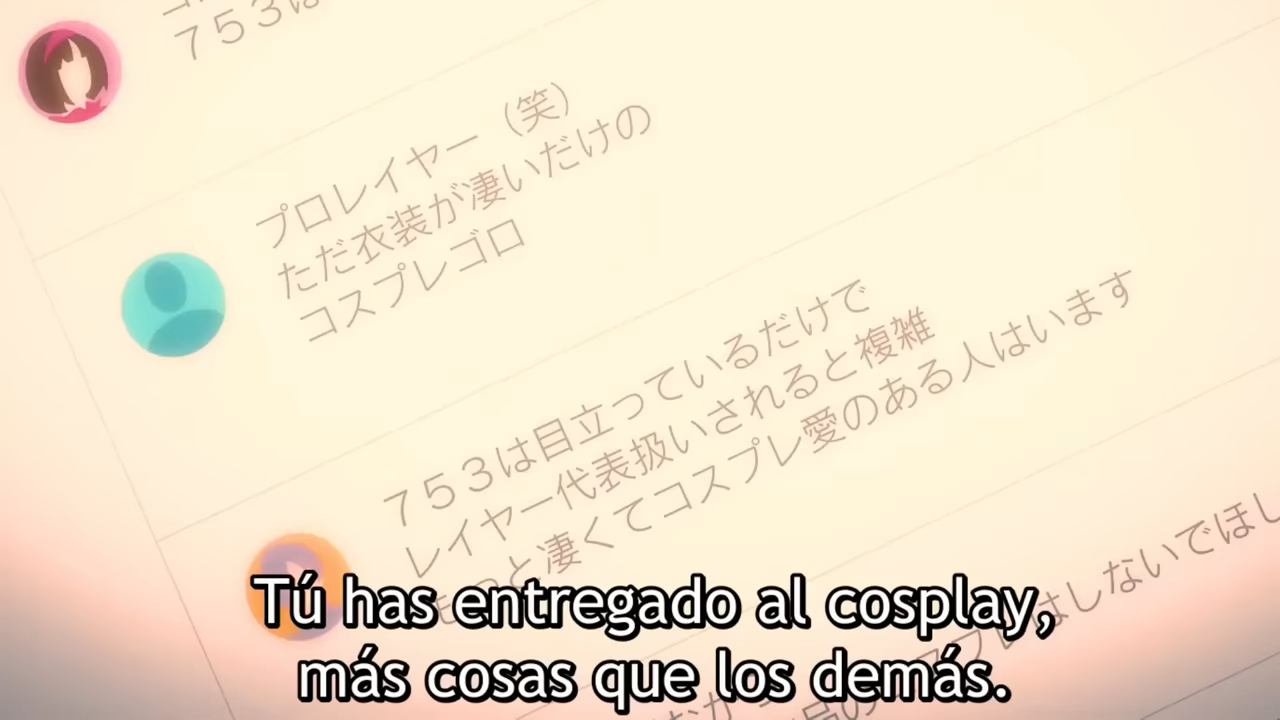 753は
プロレイヤー（笑）
ただ衣装が凄いだけの
コスプレゴロ
753は目立っているだけで
レイヤー代表扱いされると複雑
もっと凄くてコスプレ愛のある人はいます
はしないでほし
Tú has entregado al cosplay,
más cosas que los demás.